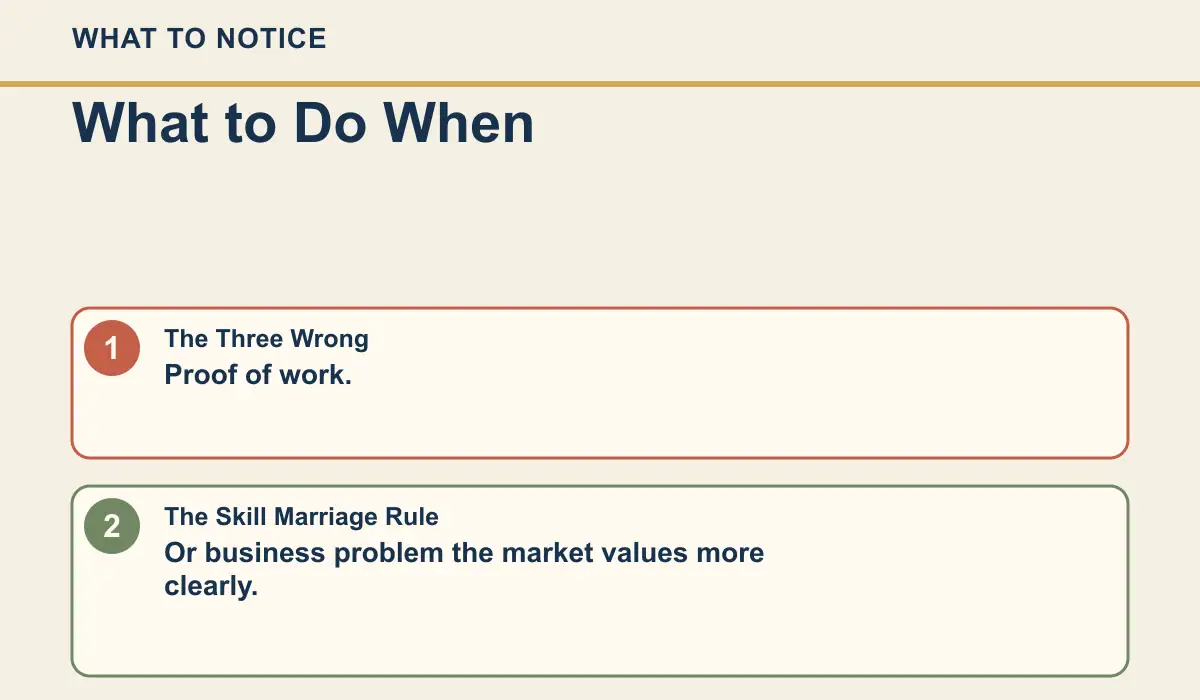 WHAT TO NOTICE
What to Do When
1
The Three Wrong
Proof of work.
2
The Skill Marriage Rule
Or business problem the market values more
clearly.